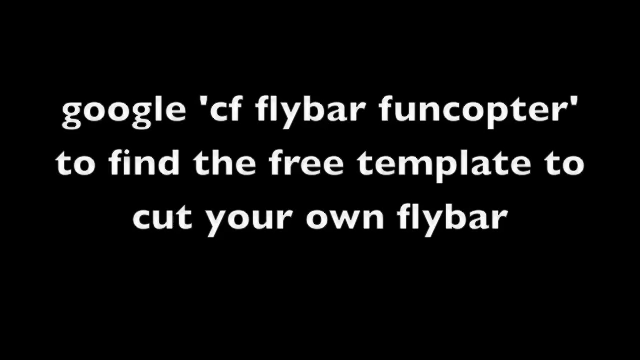 google 'cf flybar funcopter'
to find the free template to
cut your own flybar